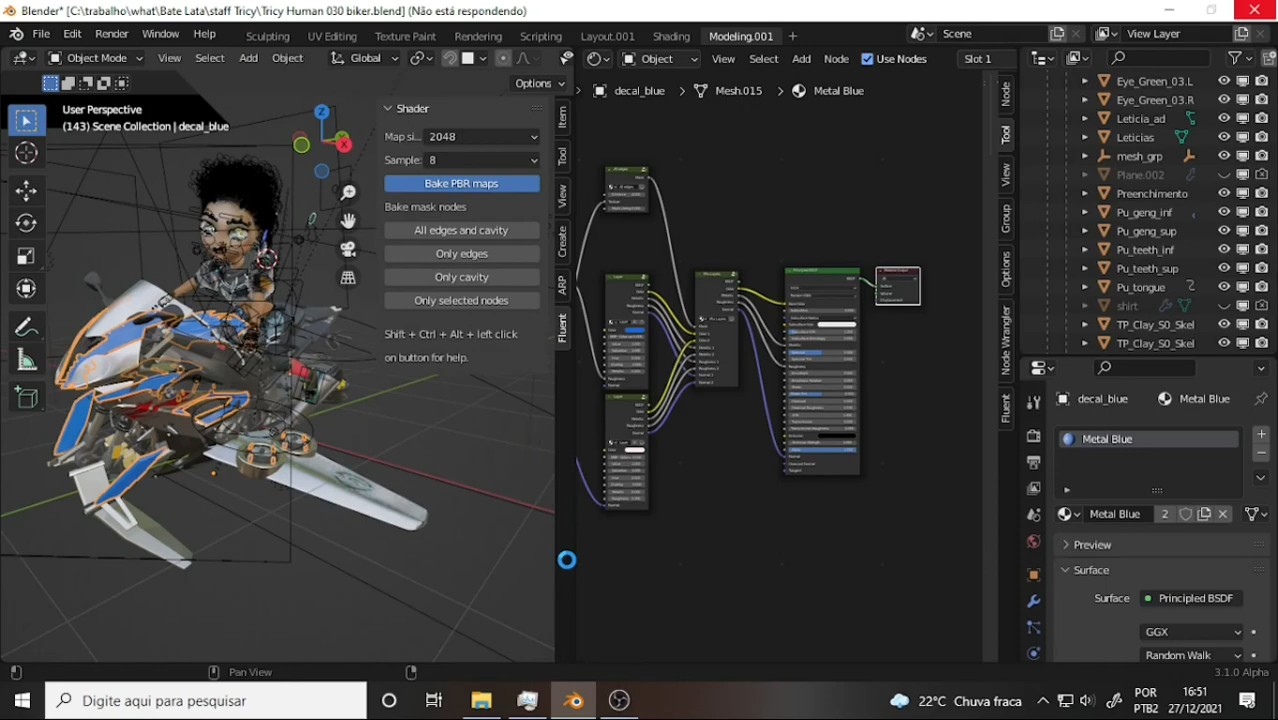 Blender* [C:\trabalho\what\Bate Lata\staff Tricy\Tricy Human 030 biker.blend] (Não está respondendo)
File Edit Render Window Help Sculpting UV Editing Texture Paint Rendering Scripting Layout.001 Shading Modeling.001 + Scene View Layer
Object Mode View Select Add Object Global Object View Select Add Node Use Nodes Slot 1
Options
decal_blue > Mesh.015 > Metal Blue
User Perspective
(143) Scene Collection | decal_blue
Shader
Map si... 2048
Sample: 8
Bake PBR maps
Bake mask nodes
All edges and cavity
Only edges
Only cavity
Only selected nodes
Shift + Ctrl + Alt + left click
on button for help.
Item
Tool
View
Create
ARP
Fluent
Node
Tool
View
Group
Options
Node Wrangler
Fluent
Eye_Green_03.L
Eye_Green_03.R
Leticia_ad
Leticias
mesh_grp
Plane.002
Preenchimento
Pu_geng_inf
Pu_geng_sup
Pu_teeth_inf
Pu_teeth_sup
Pu_tongue
shirt
TP_Clay_S0_Skel
TP_Clay_S0_Skel
decal_blue > Metal Blue
Metal Blue
Metal Blue 2
Preview
Surface
Surface Principled BSDF
GGX
Random Walk
Pan View
3.1.0 Alpha
Digite aqui para pesquisar
22°C Chuva fraca
POR
PTB2
16:51
27/12/2021